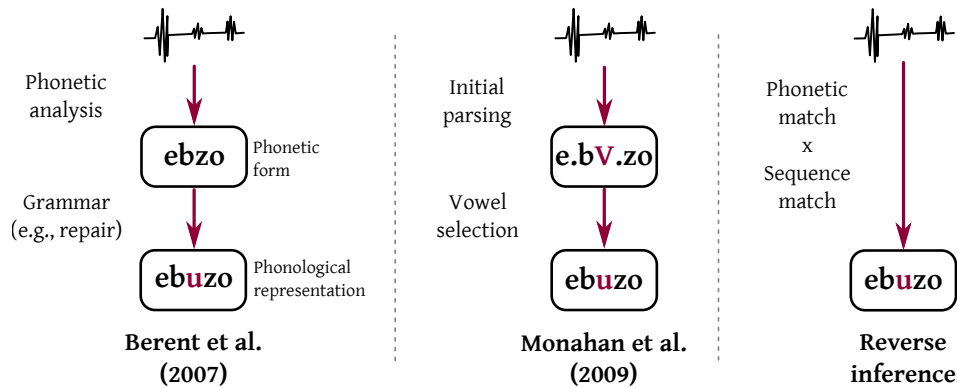 Phonetic
analysis
ebzo
Phonetic
form
Grammar
(e.g., repair)
ebuzo
Phonological
representation
Berent et al.
(2007)
Initial
parsing
e.bV.zo
Vowel
selection
ebuzo
Monahan et al.
(2009)
Phonetic
match
x
Sequence
match
ebuzo
Reverse
inference